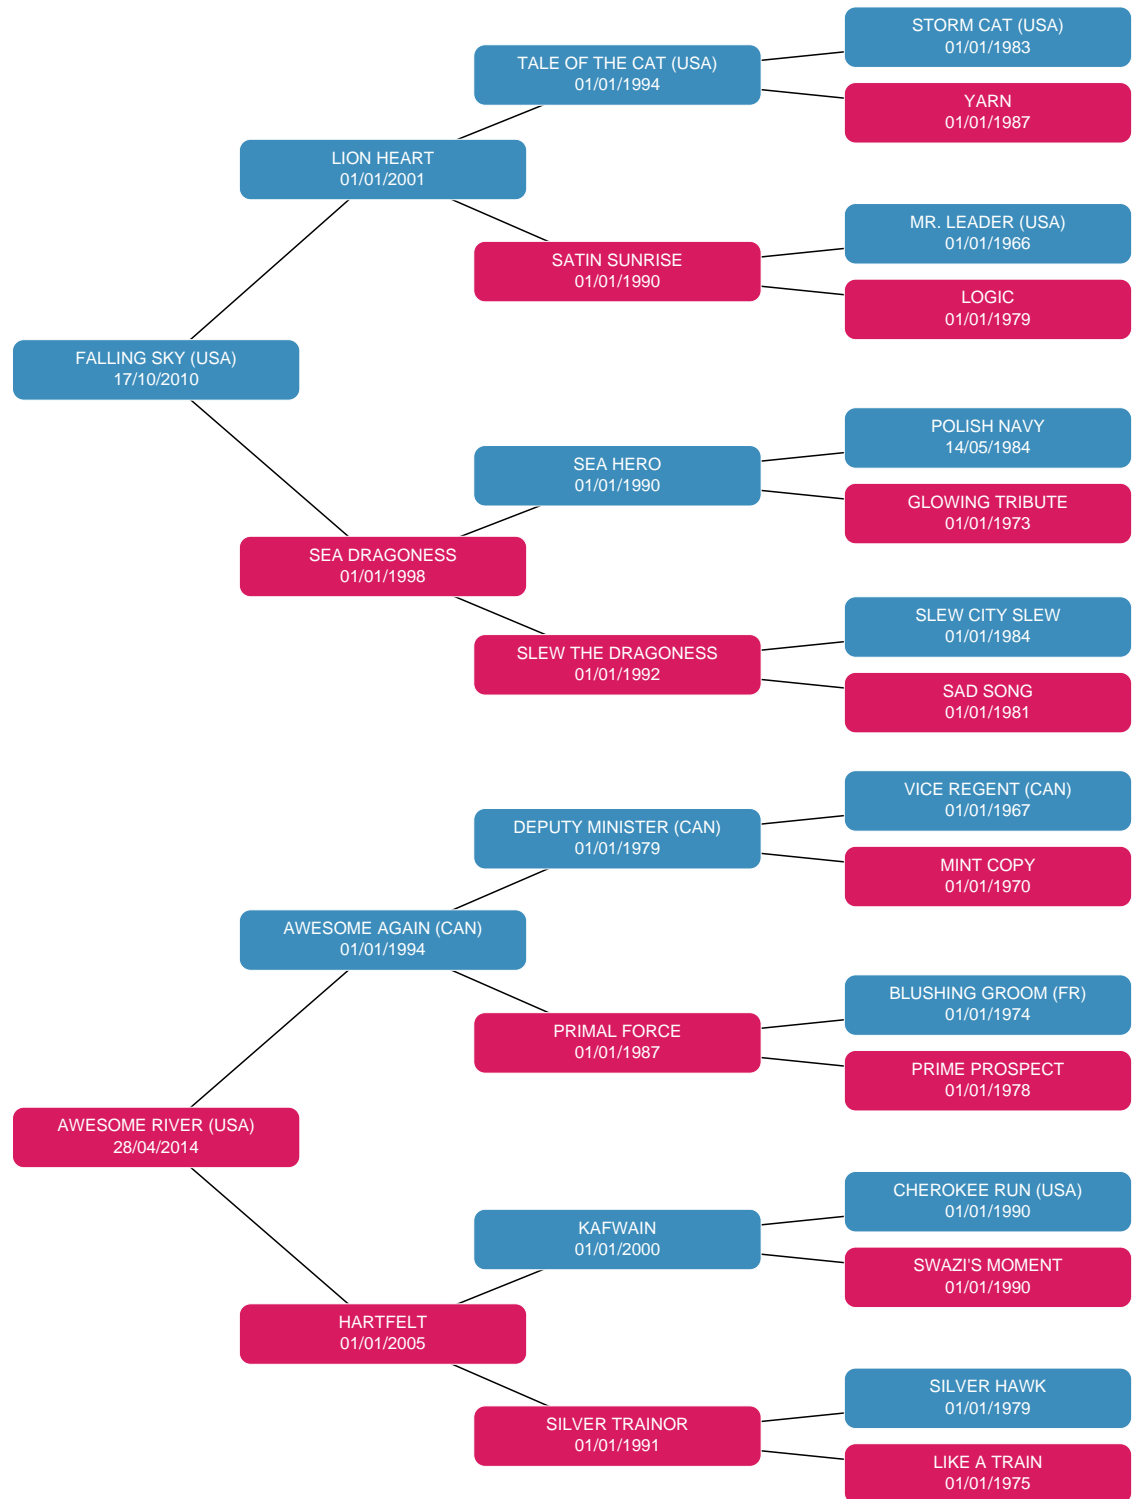 STORM CAT (USA)
01/01/1983
TALE OF THE CAT (USA)
01/01/1994
YARN
01/01/1987
LION HEART
01/01/2001
MR. LEADER (USA)
01/01/1966
SATIN SUNRISE
01/01/1990
LOGIC
01/01/1979
FALLING SKY (USA)
17/10/2010
POLISH NAVY
14/05/1984
SEA HERO
01/01/1990
GLOWING TRIBUTE
01/01/1973
SEA DRAGONESS
01/01/1998
SLEW CITY SLEW
01/01/1984
SLEW THE DRAGONESS
01/01/1992
SAD SONG
01/01/1981
VICE REGENT (CAN)
01/01/1967
DEPUTY MINISTER (CAN)
01/01/1979
MINT COPY
01/01/1970
AWESOME AGAIN (CAN)
01/01/1994
BLUSHING GROOM (FR)
01/01/1974
PRIMAL FORCE
01/01/1987
PRIME PROSPECT
01/01/1978
AWESOME RIVER (USA)
28/04/2014
CHEROKEE RUN (USA)
01/01/1990
KAFWAIN
01/01/2000
SWAZI'S MOMENT
01/01/1990
HARTFELT
01/01/2005
SILVER HAWK
01/01/1979
SILVER TRAINOR
01/01/1991
LIKE A TRAIN
01/01/1975